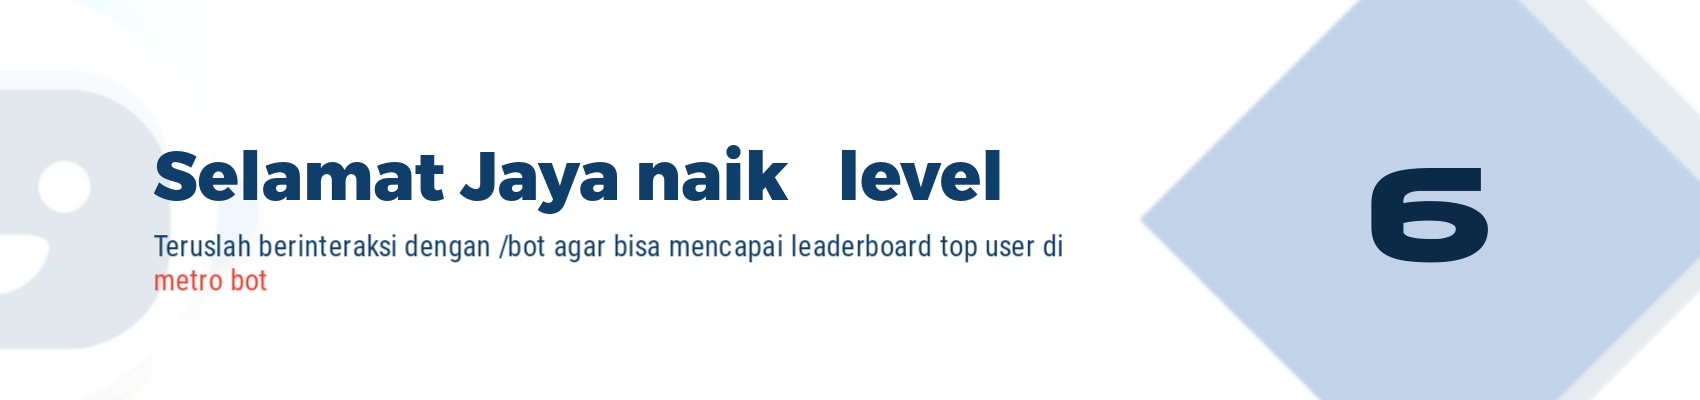 Selamat Jaya naik level
Teruslah berinteraksi dengan /bot agar bisa mencapai leaderboard top user di
metro bot
6